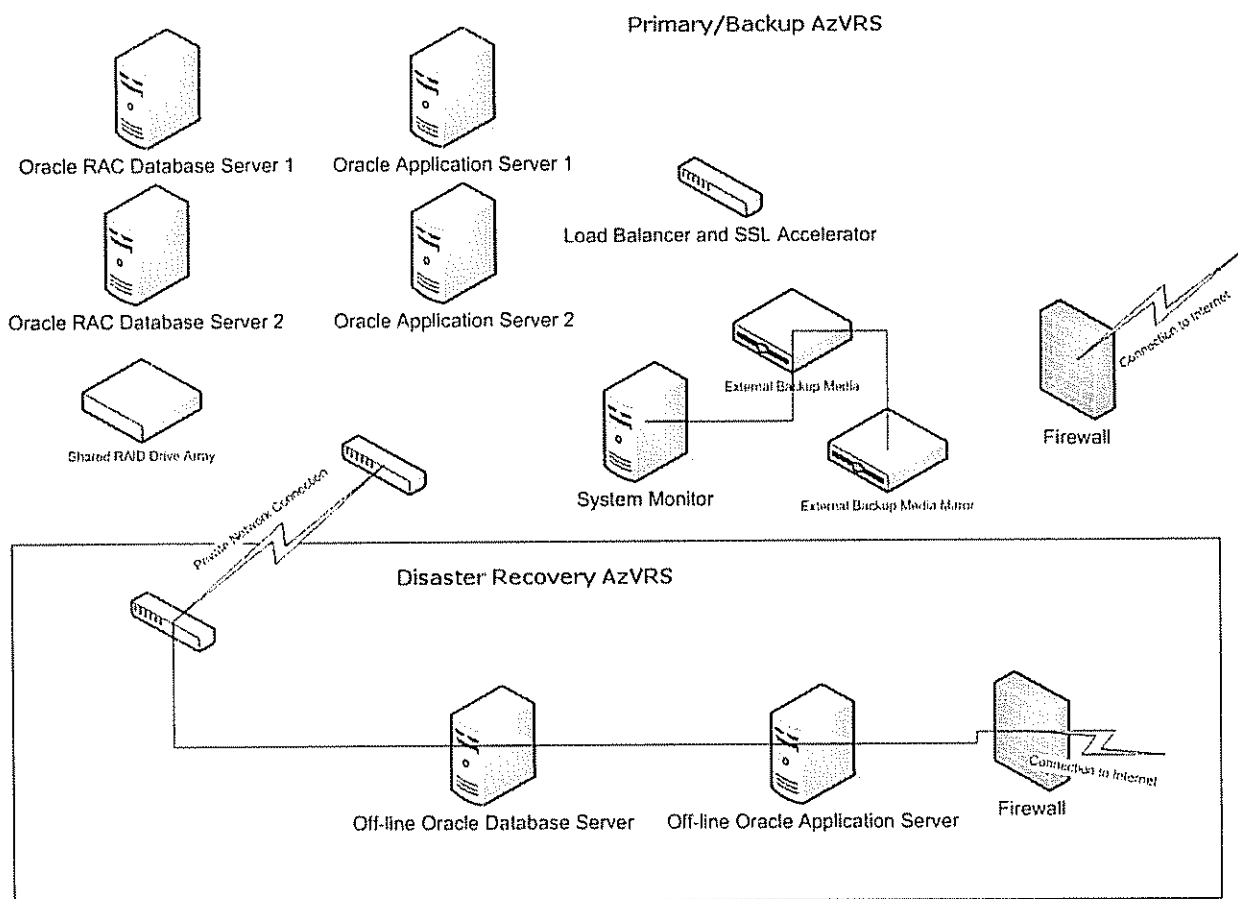 Primary/Backup AzVRS
Oracle RAC Database Server 1
Oracle Application Server 1
Load Balancer and SSL Accelerator
Oracle RAC Database Server 2
Oracle Application Server 2
Connection to Internet
External Backup Media
Firewall
Shared RAID Drive Array
System Monitor
External Backup Media Mirror
Private Network Connection
Disaster Recovery AzVRS
Connection to Internet
Off-line Oracle Database Server
Off-line Oracle Application Server
Firewall